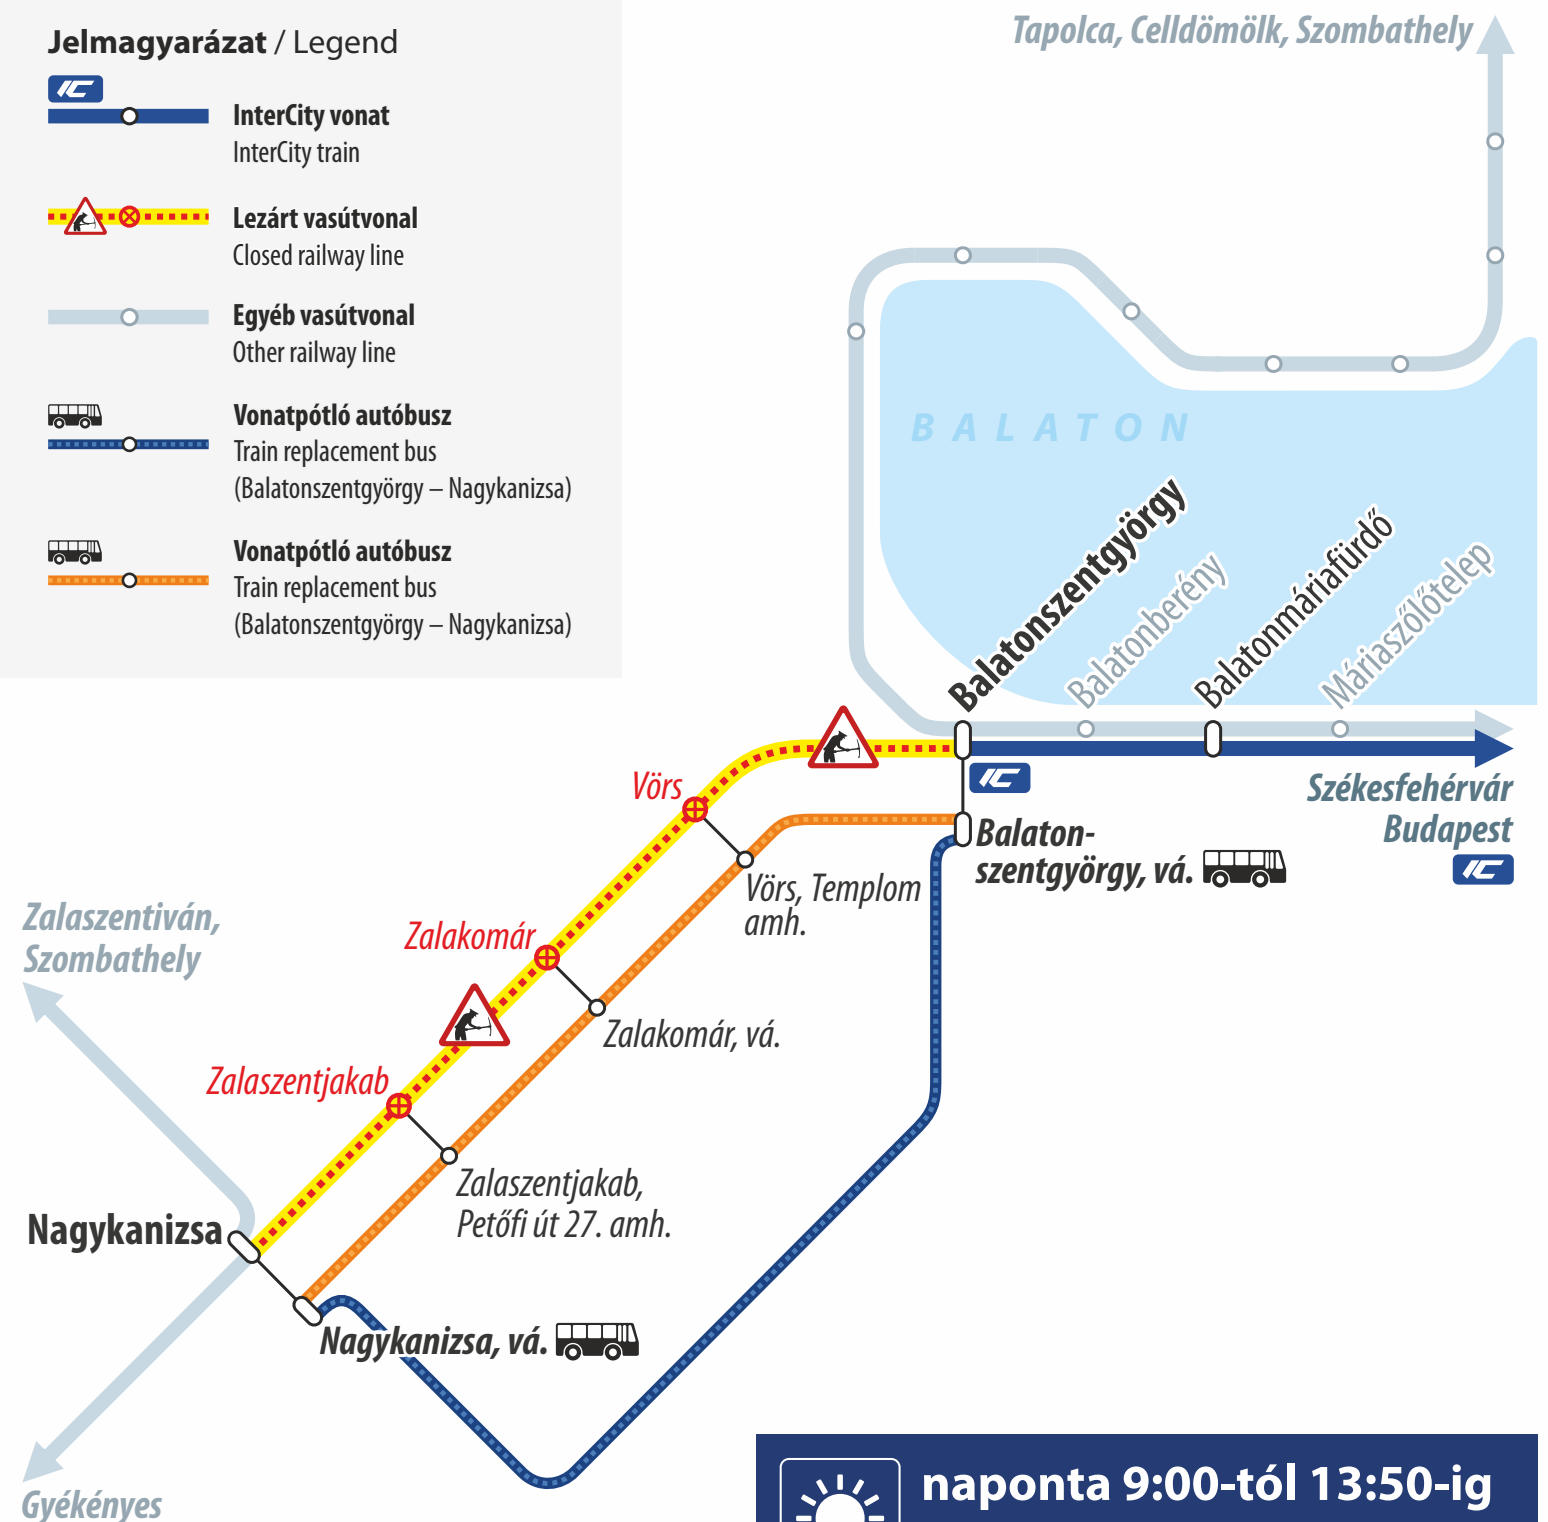 Jelmagyarázat / Legend
IC
InterCity vonat
InterCity train
Lezárt vasútvonal
Closed railway line
Egyéb vasútvonal
Other railway line
Vonatpótló autóbusz
Train replacement bus
(Balatonszentgyörgy – Nagykanizsa)
Vonatpótló autóbusz
Train replacement bus
(Balatonszentgyörgy – Nagykanizsa)
Tapolca, Celldömölk, Szombathely
BALATON
Balatonszentgyörgy
Balatonberény
Balatonmáriafürdő
Máriaszőlőtelep
IC
Székesfehérvár
Budapest
IC
Balaton-
szentgyörgy, vá.
Vörs
Vörs, Templom
amh.
Zalakomár
Zalakomár, vá.
Zalaszentjakab
Zalaszentjakab,
Petőfi út 27. amh.
Zalaszentiván,
Szombathely
Nagykanizsa
Nagykanizsa, vá.
Gyékényes
naponta 9:00-tól 13:50-ig